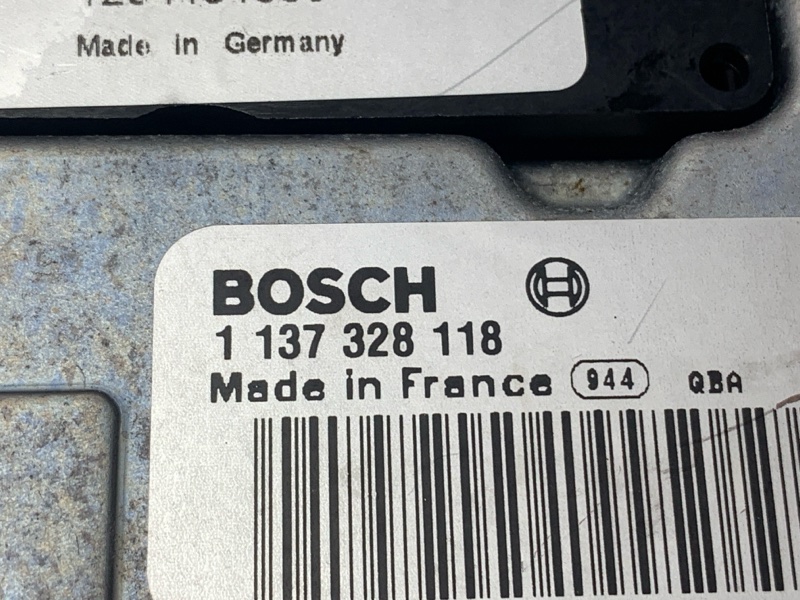 Made in Germany
BOSCH
1 137 328 118
Made in France 944 QBA